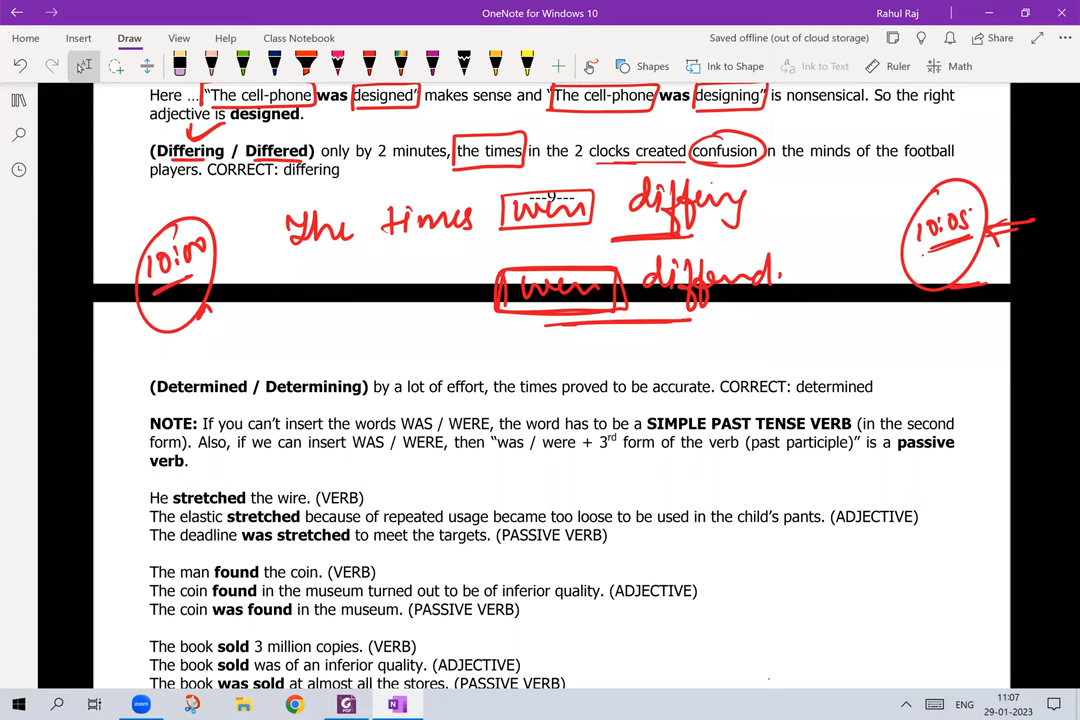 OneNote for Windows 10
Rahul Raj
Home Insert Draw View Help Class Notebook
Saved offline (out of cloud storage) Share
Shapes Ink to Shape Ink to Text Ruler Math
Here ... "The cell-phone was designed" makes sense and "The cell-phone was designing" is nonsensical. So the right
adjective is designed.
(Differing / Differed) only by 2 minutes, the times in the 2 clocks created confusion in the minds of the football
players. CORRECT: differing
---9---
The times were differing
10:00
10:05
were differed.
(Determined / Determining) by a lot of effort, the times proved to be accurate. CORRECT: determined
NOTE: If you can't insert the words WAS / WERE, the word has to be a SIMPLE PAST TENSE VERB (in the second
form). Also, if we can insert WAS / WERE, then "was / were + 3rd form of the verb (past participle)" is a passive
verb.
He stretched the wire. (VERB)
The elastic stretched because of repeated usage became too loose to be used in the child's pants. (ADJECTIVE)
The deadline was stretched to meet the targets. (PASSIVE VERB)
The man found the coin. (VERB)
The coin found in the museum turned out to be of inferior quality. (ADJECTIVE)
The coin was found in the museum. (PASSIVE VERB)
The book sold 3 million copies. (VERB)
The book sold was of an inferior quality. (ADJECTIVE)
The book was sold at almost all the stores. (PASSIVE VERB)
zoom
PDF
ENG
11:07
29-01-2023